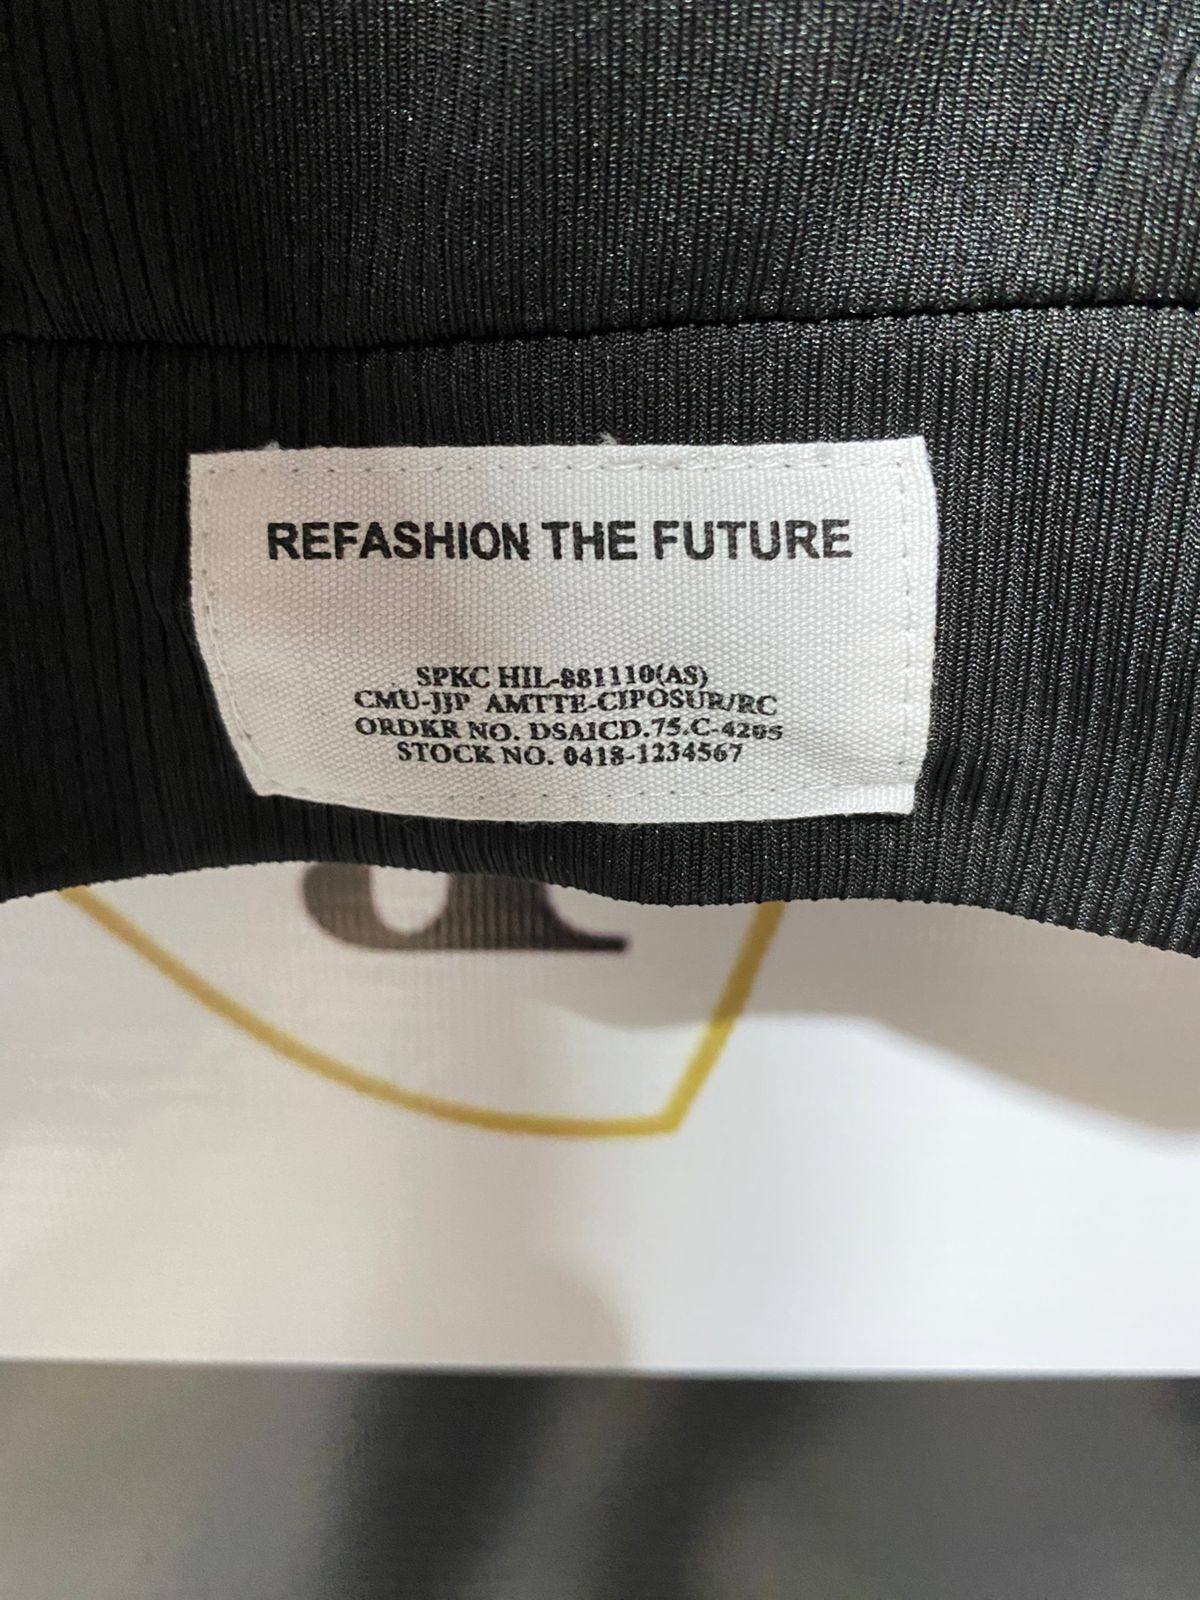 REFASHION THE FUTURE
SPKC HIL-881110(AS)
CMU-JJP AMTTE-CIPOSUR/RC
ORDKR NO. DSAICD.75.C-4205
STOCK NO. 0418-1234567